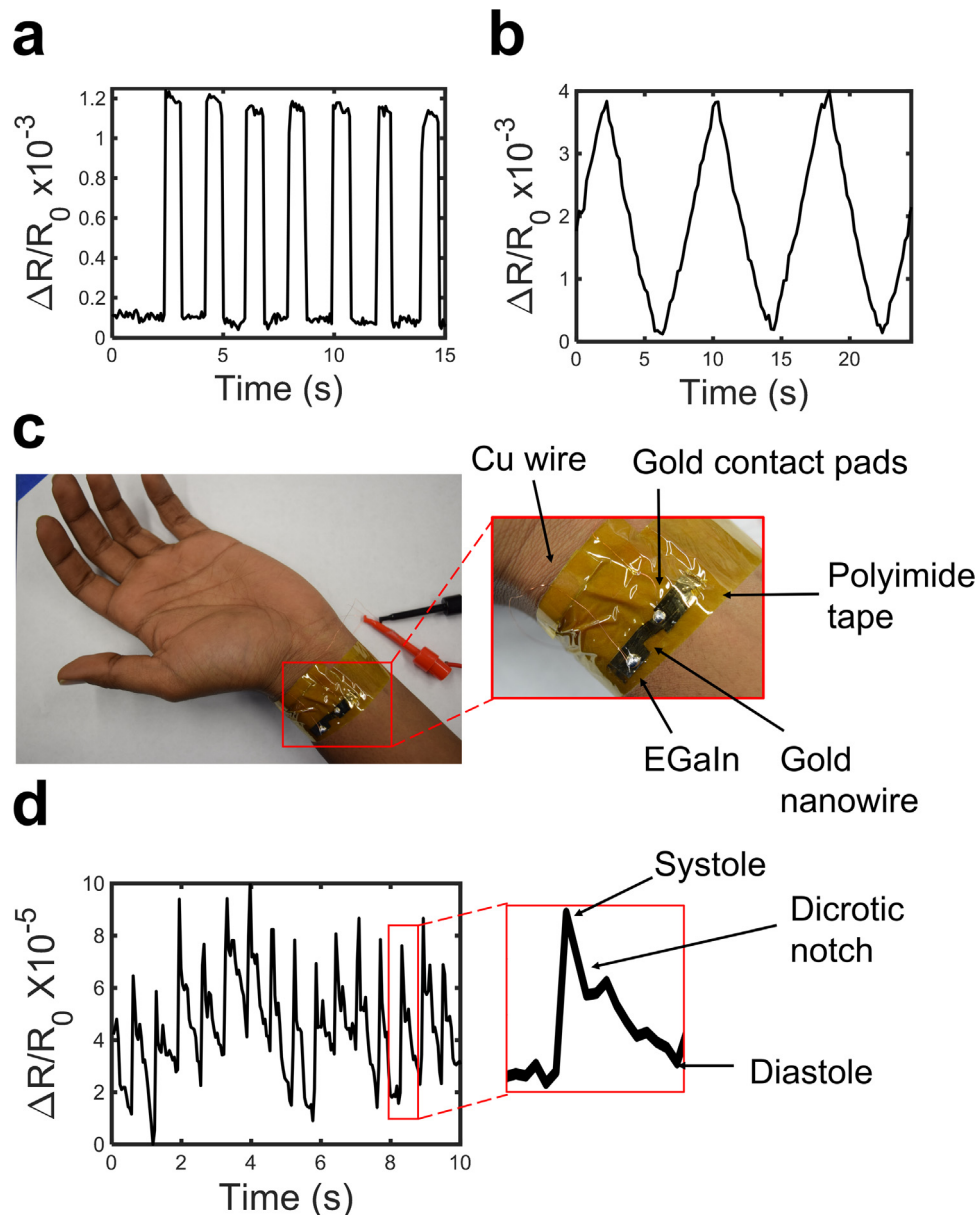 a
1.2
1
0.8
0.6
0.4
0.2
0
0 5 10 15
ΔR/R0 x10-3
Time (s)
b
4
3
2
1
0
0 5 10 15 20
ΔR/R0 x10-3
Time (s)
c
Cu wire
Gold contact pads
Polyimide
tape
EGaIn
Gold
nanowire
d
10
8
6
4
2
0
0 2 4 6 8 10
ΔR/R0 X10-5
Time (s)
Systole
Dicrotic
notch
Diastole